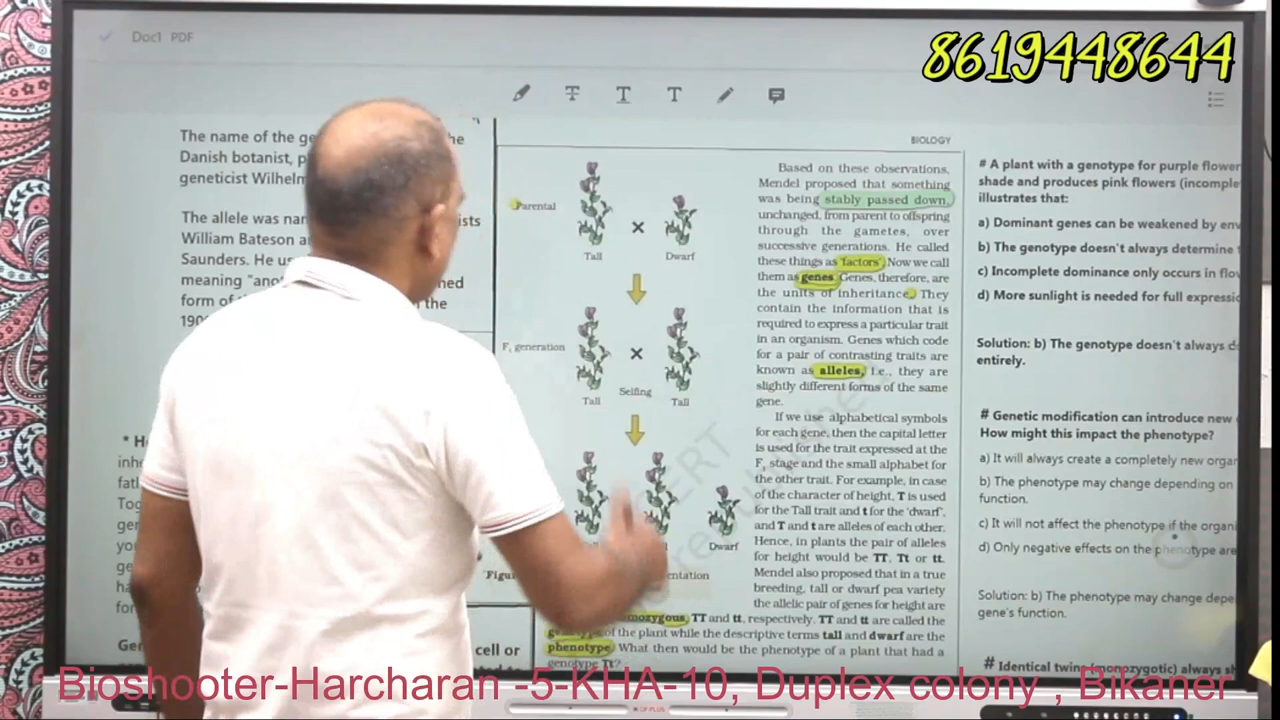 Doc1 PDF
8619448644
The name of the
Danish botanist,
geneticist
The allele was
William Bateson
Saunders. He
meaning
form of
the
BIOLOGY
Parental
Tall
Dwarf
F₁ generation
Selfing
Tall
Tall
Dwarf
Based on these observations,
Mendel proposed that something
was being stably passed down,
unchanged, from parent to offspring
through the gametes, over
successive generations. He called
these things as 'factors'. Now we call
them as genes. Genes, therefore, are
the units of inheritance. They
contain the information that is
required to express a particular trait
in an organism. Genes which code
for a pair of contrasting traits are
known as alleles, i.e., they are
slightly different forms of the same
gene.
If we use alphabetical symbols
for each gene, then the capital letter
is used for the trait expressed at the
F₁ stage and the small alphabet for
the other trait. For example, in case
of the character of height, T is used
for the Tall trait and t for the 'dwarf',
and T and t are alleles of each other.
Hence, in plants the pair of alleles
for height would be TT, Tt or tt.
Mendel also proposed that in a true
breeding, tall or dwarf pea variety
the allelic pair of genes for height are
TT and tt, respectively. TT and tt are called the
of the plant while the descriptive terms tall and dwarf are the
phenotype. What then would be the phenotype of a plant that had a
genotype Tt?
cell or
# A plant with a genotype for purple
shade and produces pink flowers
illustrates that:
a) Dominant genes can be weakened by
b) The genotype doesn't always determine
c) Incomplete dominance only occurs in
d) More sunlight is needed for full
Solution: b) The genotype doesn't always
entirely.
# Genetic modification can introduce new
How might this impact the phenotype?
a) It will always create a completely new
b) The phenotype may change depending on
function.
c) It will not affect the phenotype if the
d) Only negative effects on the phenotype are
Solution: b) The phenotype may change
gene's function.
# Identical twins (monozygotic) always
Bioshooter-Harcharan -5-KHA-10, Duplex colony , Bikaner